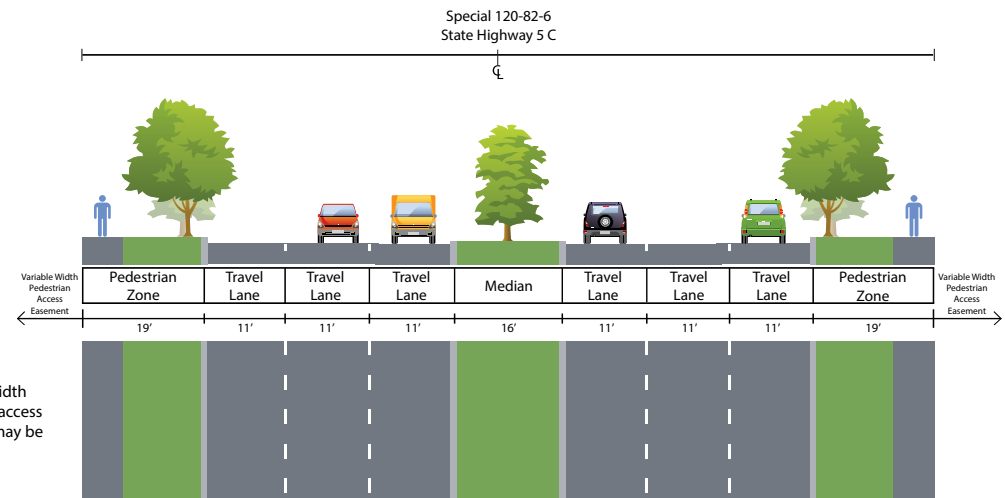 Special 120-82-6
State Highway 5 C
℄
Variable Width
Pedestrian
Access
Easement
Pedestrian
Zone
Travel
Lane
Travel
Lane
Travel
Lane
Median
Travel
Lane
Travel
Lane
Travel
Lane
Pedestrian
Zone
Variable Width
Pedestrian
Access
Easement
19’ 11’ 11’ 11’ 16’ 11’ 11’ 11’ 19’
access
may be